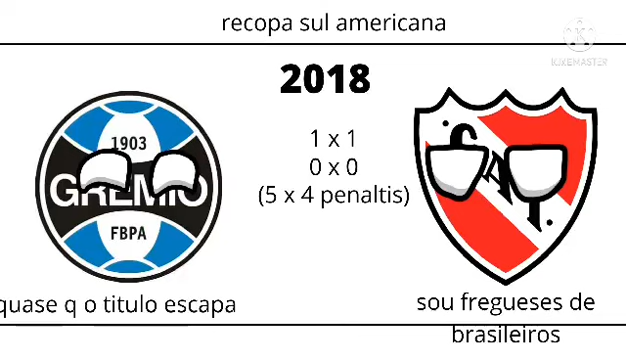 recopa sul americana
KINEMASTER
2018
1903
GRÊMIO
FBPA
1 x 1
0 x 0
(5 x 4 penaltis)
quase q o titulo escapa
sou fregueses de
brasileiros